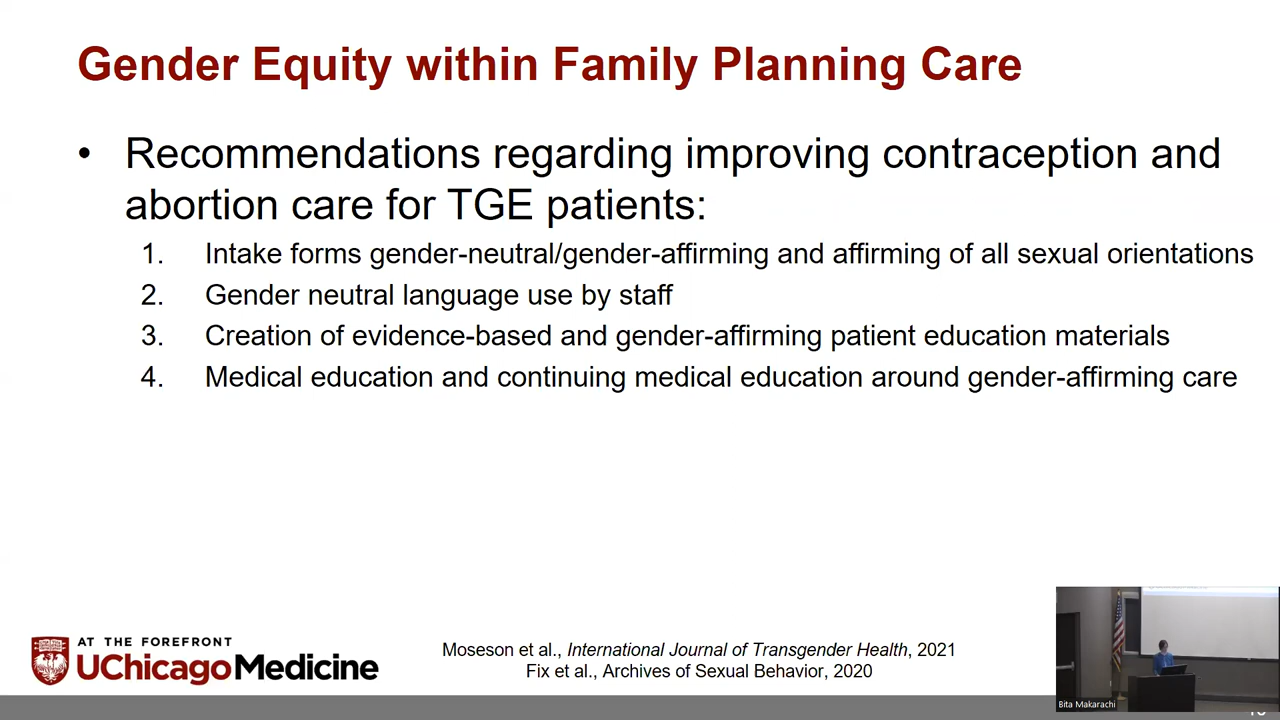 Gender Equity within Family Planning Care
• Recommendations regarding improving contraception and
abortion care for TGE patients:
1. Intake forms gender-neutral/gender-affirming and affirming of all sexual orientations
2. Gender neutral language use by staff
3. Creation of evidence-based and gender-affirming patient education materials
4. Medical education and continuing medical education around gender-affirming care
AT THE FOREFRONT
UChicagoMedicine
Moseson et al., International Journal of Transgender Health, 2021
Fix et al., Archives of Sexual Behavior, 2020
Bita Makarachi